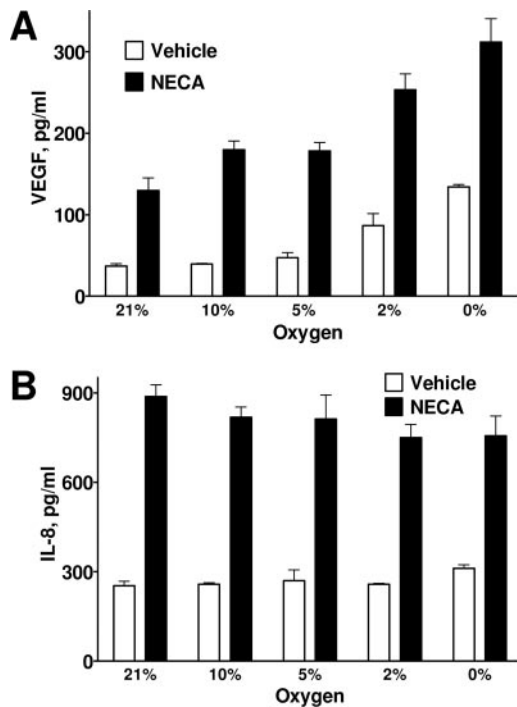 A
Vehicle
NECA
VEGF, pg/ml
300
200
100
0
21% 10% 5% 2% 0%
Oxygen
B
Vehicle
NECA
IL-8, pg/ml
900
600
300
0
21% 10% 5% 2% 0%
Oxygen